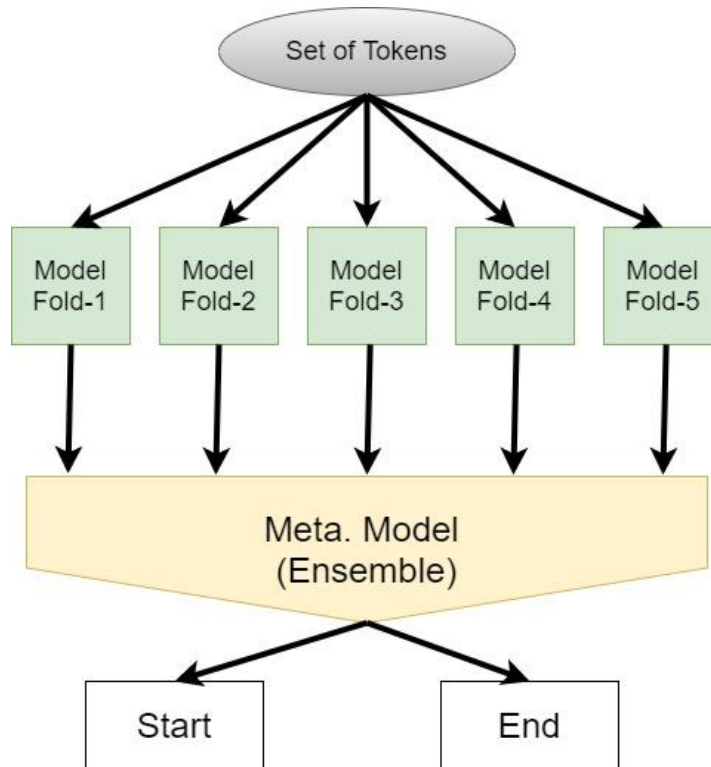 Set of Tokens
Model
Fold-1
Model
Fold-2
Model
Fold-3
Model
Fold-4
Model
Fold-5
Meta. Model
(Ensemble)
Start
End